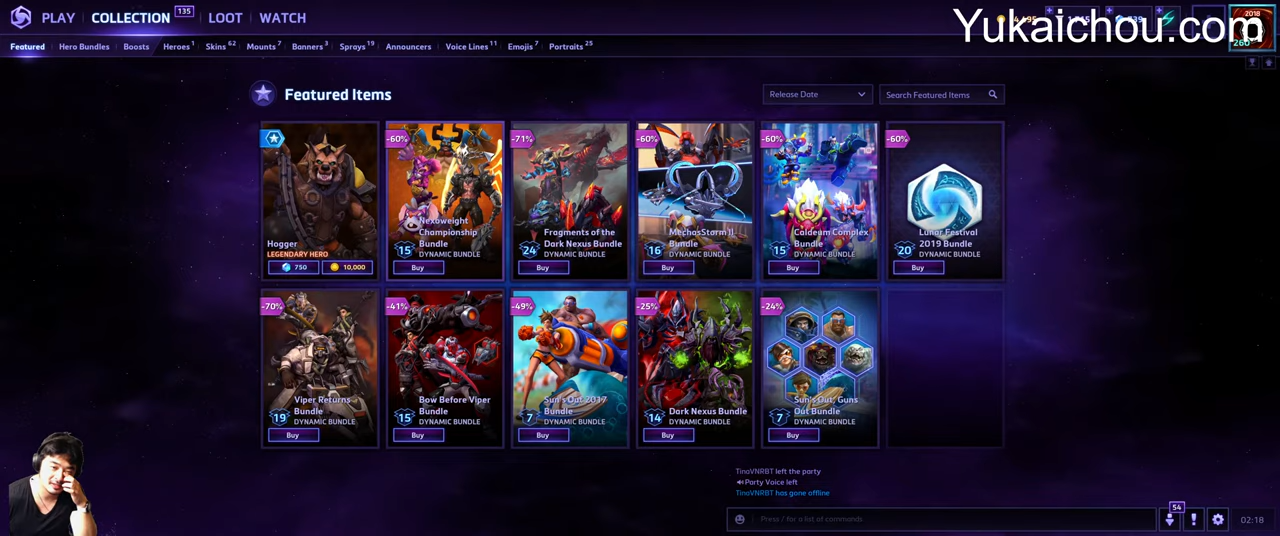 PLAY
COLLECTION
135
LOOT
WATCH
Yukaichou.com
2018
260
Featured
Hero Bundles
Boosts
Heroes 1
Skins 62
Mounts 7
Banners 3
Sprays 19
Announcers
Voice Lines 11
Emojis 7
Portraits 25
Featured Items
Release Date
Search Featured Items
Hogger
LEGENDARY HERO
750
10,000
-60%
Nexoweight
Championship
Bundle
15
DYNAMIC BUNDLE
Buy
-71%
Fragments of the
Dark Nexus Bundle
24
DYNAMIC BUNDLE
Buy
-60%
MechaStorm II
Bundle
16
DYNAMIC BUNDLE
Buy
-60%
Caldeum Complex
Bundle
15
DYNAMIC BUNDLE
Buy
-60%
Lunar Festival
2019 Bundle
20
DYNAMIC BUNDLE
Buy
-70%
Viper Returns
Bundle
19
DYNAMIC BUNDLE
Buy
-41%
Bow Before Viper
Bundle
15
DYNAMIC BUNDLE
Buy
-49%
Sun's Out 2017
Bundle
7
DYNAMIC BUNDLE
Buy
-25%
Dark Nexus Bundle
14
DYNAMIC BUNDLE
Buy
-24%
Sun's Out, Guns
Out Bundle
7
DYNAMIC BUNDLE
Buy
TinaVNRBT left the party
Party Voice left
TinaVNRBT has gone offline
Press / for a list of commands
54
02:18